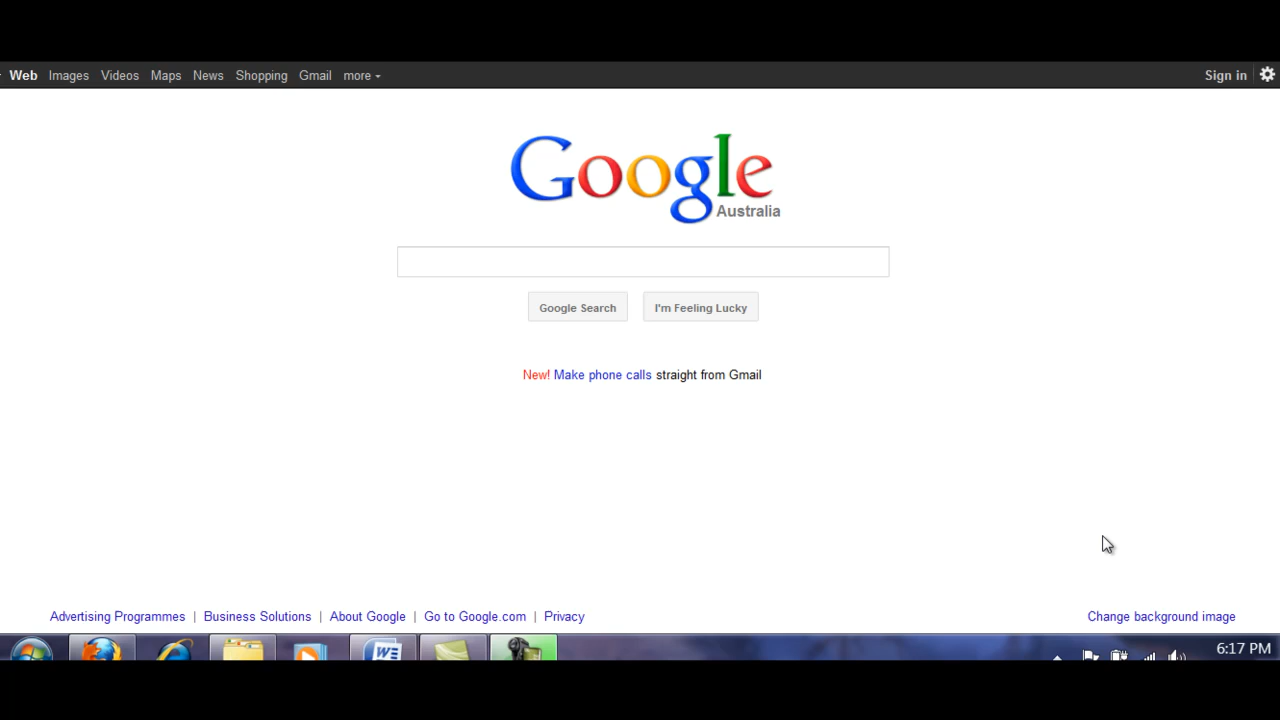 Web Images Videos Maps News Shopping Gmail more Sign in
Google
Australia
Google Search I'm Feeling Lucky
New! Make phone calls straight from Gmail
Advertising Programmes | Business Solutions | About Google | Go to Google.com | Privacy Change background image
W 6:17 PM